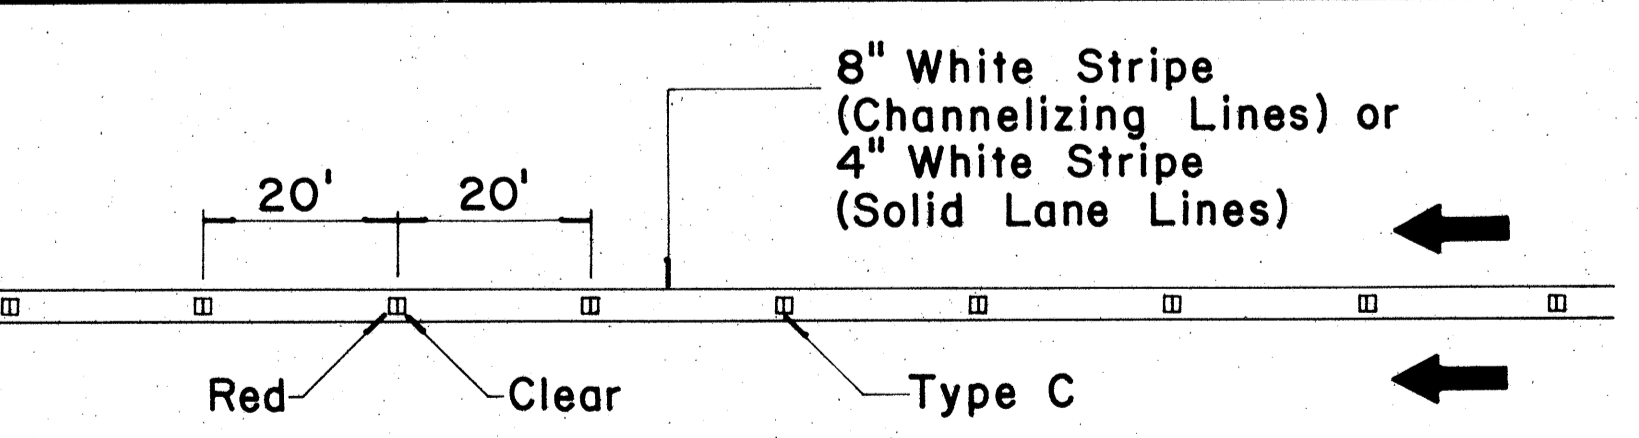 8" White Stripe
(Channelizing Lines) or
4" White Stripe
(Solid Lane Lines)
20' 20'
Red Clear Type C